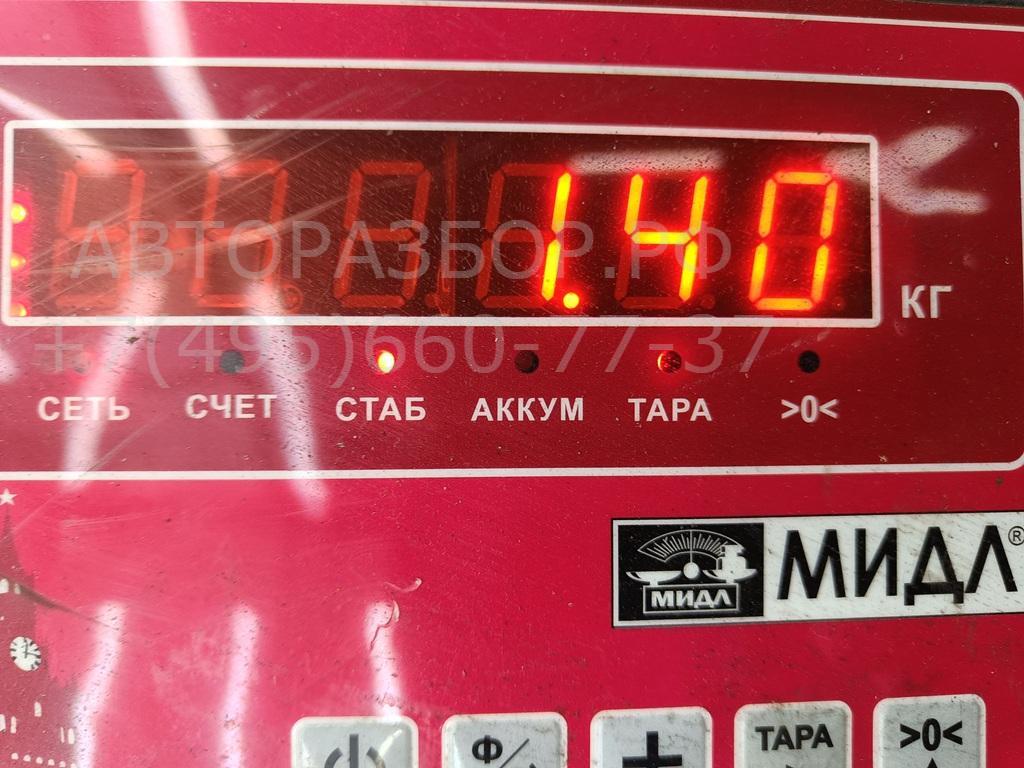 1.40
КГ
АВТОРАЗБОР.РФ
+7(495)660-77-37
СЕТЬ СЧЕТ СТАБ АККУМ ТАРА >0<
МИДЛ МИДЛ®
Ф/
+
ТАРА
>0<